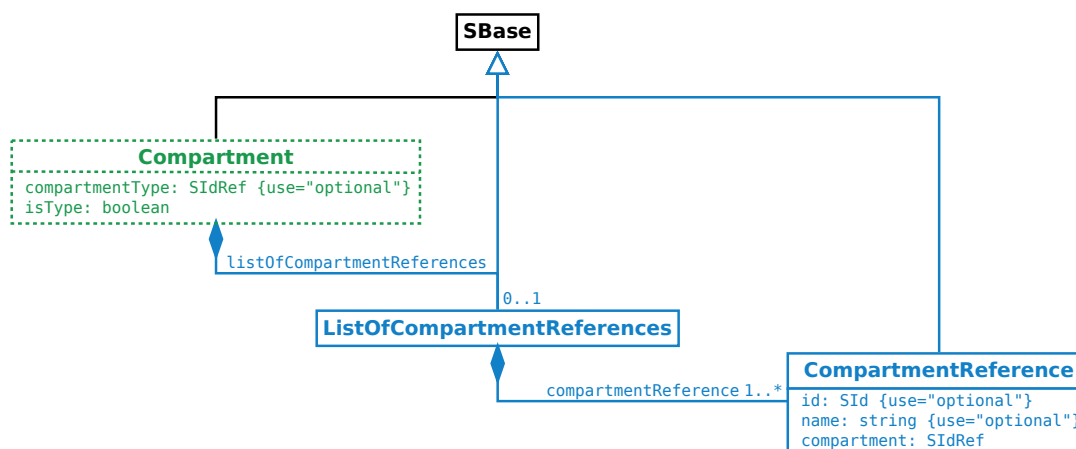 SBase
Compartment
compartmentType: SIdRef {use="optional"}
isType: boolean
listOfCompartmentReferences
0..1
ListOfCompartmentReferences
compartmentReference 1..*
CompartmentReference
id: SId {use="optional"}
name: string {use="optional"}
compartment: SIdRef